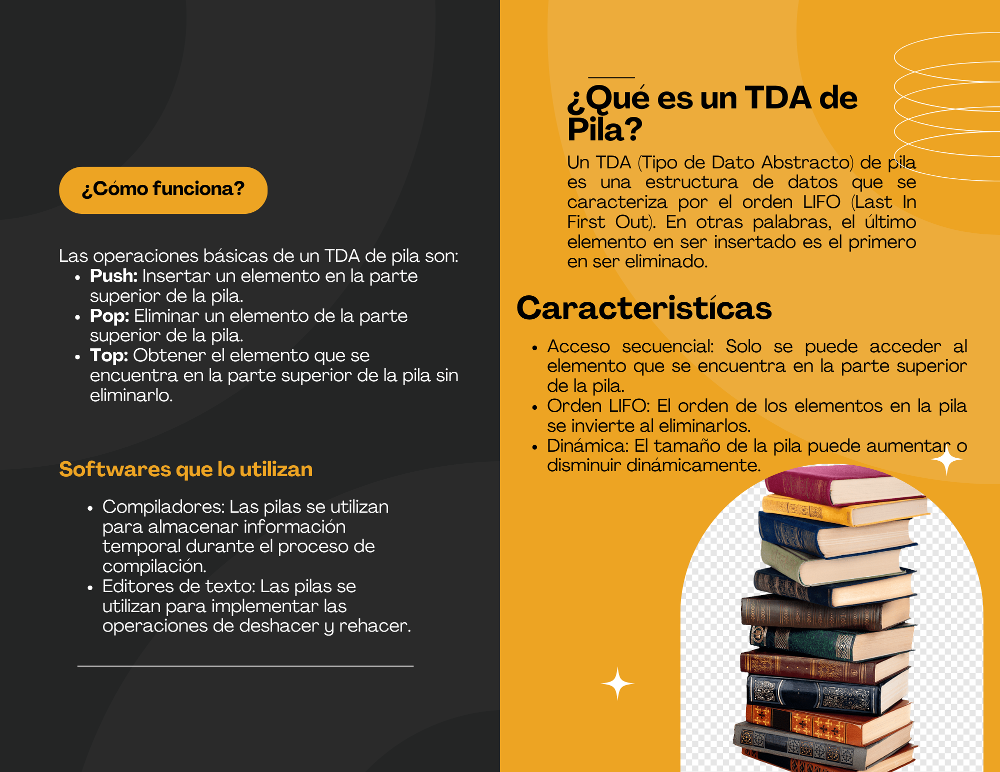 ¿Cómo funciona?
Las operaciones básicas de un TDA de pila son:
• Push: Insertar un elemento en la parte
superior de la pila.
• Pop: Eliminar un elemento de la parte
superior de la pila.
• Top: Obtener el elemento que se
encuentra en la parte superior de la pila sin
eliminarlo.
Softwares que lo utilizan
• Compiladores: Las pilas se utilizan
para almacenar información
temporal durante el proceso de
compilación.
• Editores de texto: Las pilas se
utilizan para implementar las
operaciones de deshacer y rehacer.
¿Qué es un TDA de
Pila?
Un TDA (Tipo de Dato Abstracto) de pila
es una estructura de datos que se
caracteriza por el orden LIFO (Last In
First Out). En otras palabras, el último
elemento en ser insertado es el primero
en ser eliminado.
Caracteristícas
• Acceso secuencial: Solo se puede acceder al
elemento que se encuentra en la parte superior
de la pila.
• Orden LIFO: El orden de los elementos en la pila
se invierte al eliminarlos.
• Dinámica: El tamaño de la pila puede aumentar o
disminuir dinámicamente.